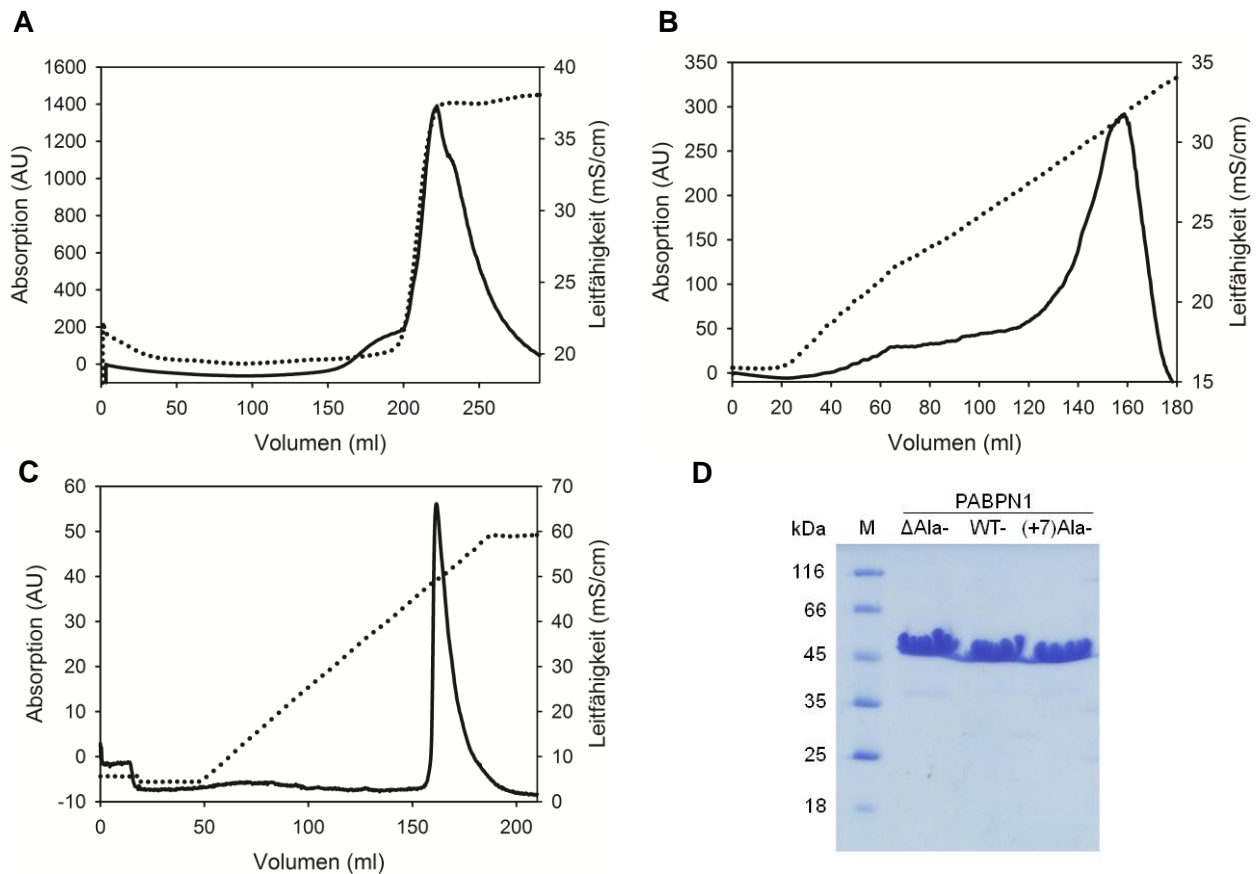 A
1600
1400
1200
1000
800
600
400
200
0
Absorption (AU)
40
35
30
25
20
Leitfähigkeit (mS/cm)
0 50 100 150 200 250
Volumen (ml)
B
350
300
250
200
150
100
50
0
Absoprtion (AU)
35
30
25
20
15
Leitfähigkeit (mS/cm)
0 20 40 60 80 100 120 140 160 180
Volumen (ml)
C
60
50
40
30
20
10
0
-10
Absorption (AU)
70
60
50
40
30
20
10
0
Leitfähigkeit (mS/cm)
0 50 100 150 200
Volumen (ml)
D
PABPN1
kDa M ΔAla- WT- (+7)Ala-
116
66
45
35
25
18